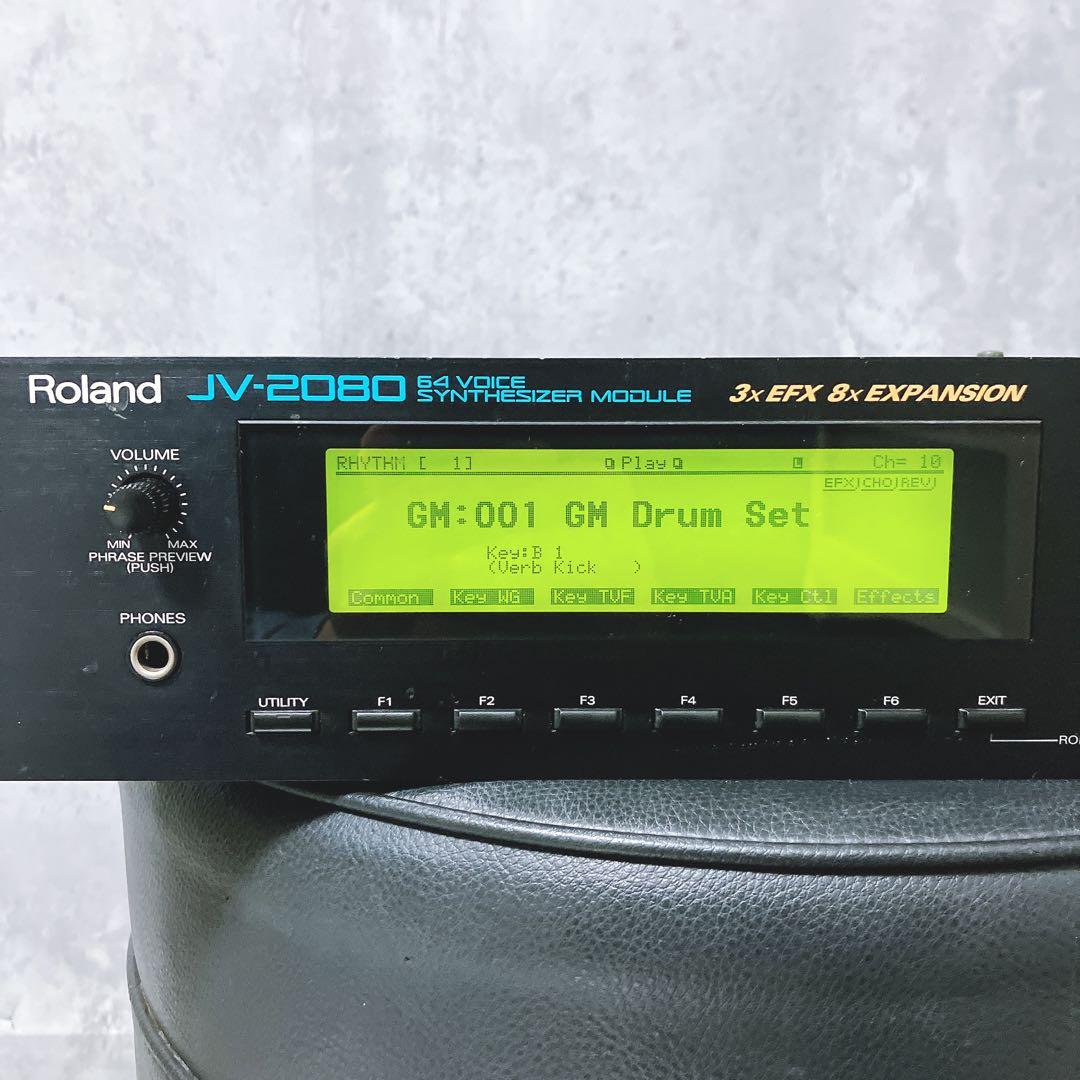 Roland JV-2080 64 VOICE SYNTHESIZER MODULE 3x EFX 8x EXPANSION
VOLUME
MIN MAX
PHRASE PREVIEW
(PUSH)
PHONES
RHYTHM [ 1] Play Ch= 10
EFX CHO REV
GM:001 GM Drum Set
Key:B 1
(Verb Kick )
Common Key WG Key TVF Key TVA Key Ctl Effects
UTILITY F1 F2 F3 F4 F5 F6 EXIT